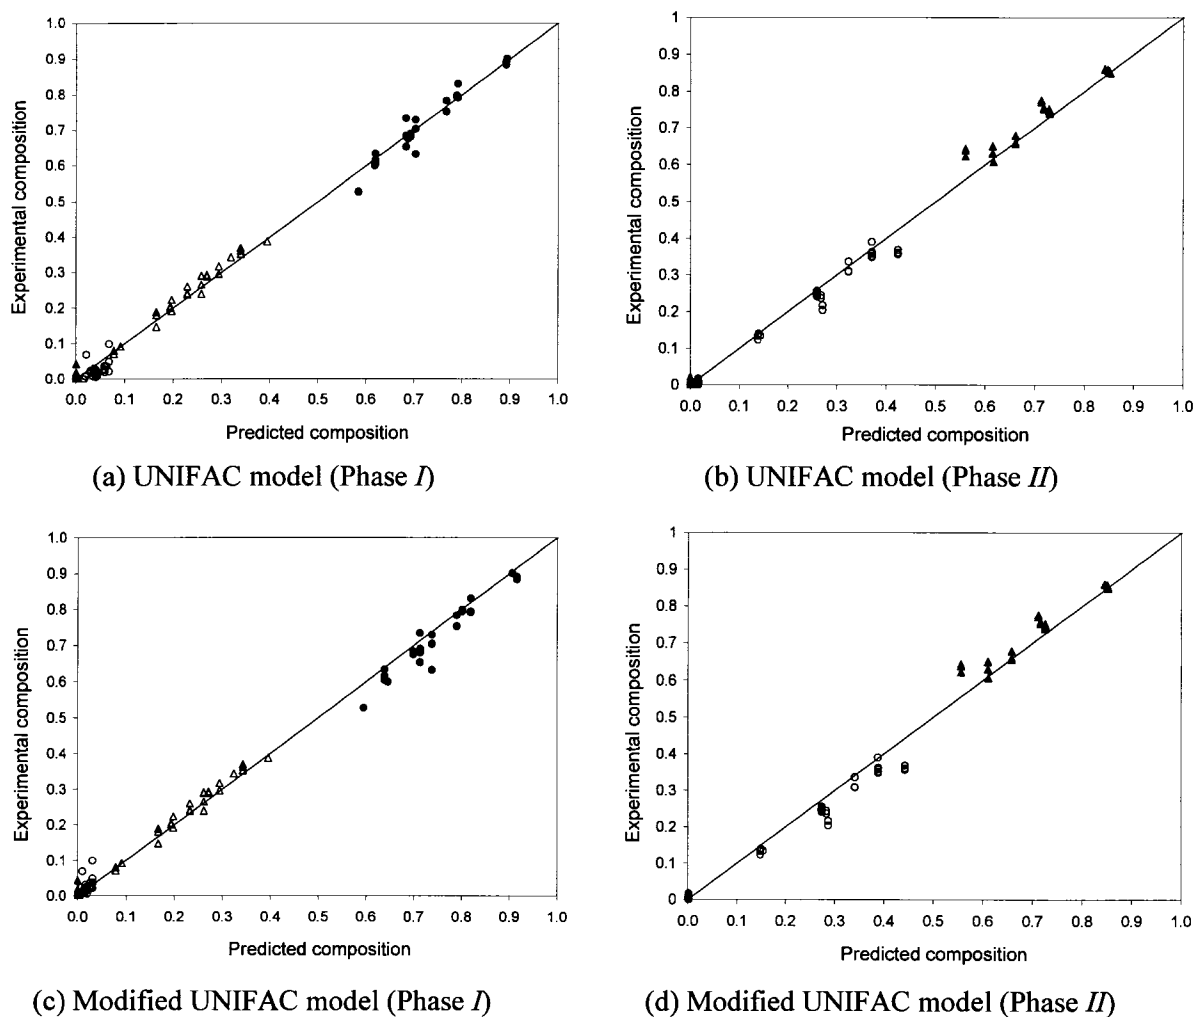 1.0
0.9
0.8
0.7
0.6
0.5
0.4
0.3
0.2
0.1
0.0
Experimental composition
0.0 0.1 0.2 0.3 0.4 0.5 0.6 0.7 0.8 0.9 1.0
Predicted composition
(a) UNIFAC model (Phase I)
1
0.9
0.8
0.7
0.6
0.5
0.4
0.3
0.2
0.1
0
Experimental composition
0.0 0.1 0.2 0.3 0.4 0.5 0.6 0.7 0.8 0.9 1.0
Predicted composition
(b) UNIFAC model (Phase II)
1.0
0.9
0.8
0.7
0.6
0.5
0.4
0.3
0.2
0.1
0.0
Experimental composition
0.0 0.1 0.2 0.3 0.4 0.5 0.6 0.7 0.8 0.9 1.0
Predicted composition
(c) Modified UNIFAC model (Phase I)
1
0.9
0.8
0.7
0.6
0.5
0.4
0.3
0.2
0.1
0
Experimental composition
0.0 0.1 0.2 0.3 0.4 0.5 0.6 0.7 0.8 0.9 1.0
Predicted composition
(d) Modified UNIFAC model (Phase II)